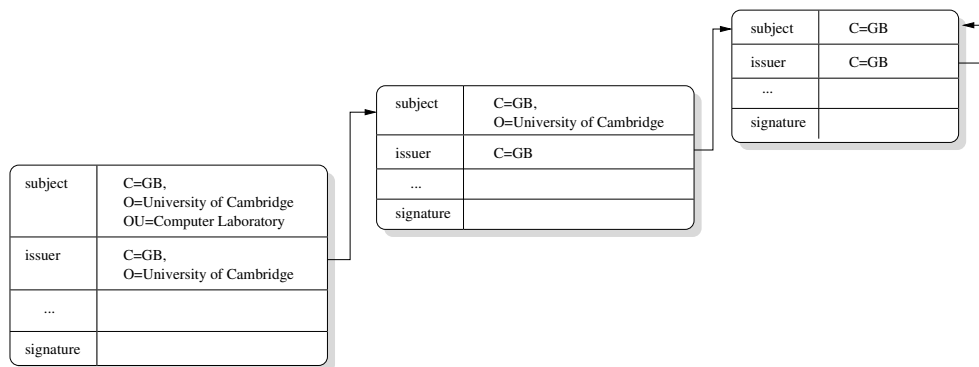 subject C=GB,
O=University of Cambridge
OU=Computer Laboratory
issuer C=GB,
O=University of Cambridge
...
signature
subject C=GB,
O=University of Cambridge
issuer C=GB
...
signature
subject C=GB
issuer C=GB
...
signature